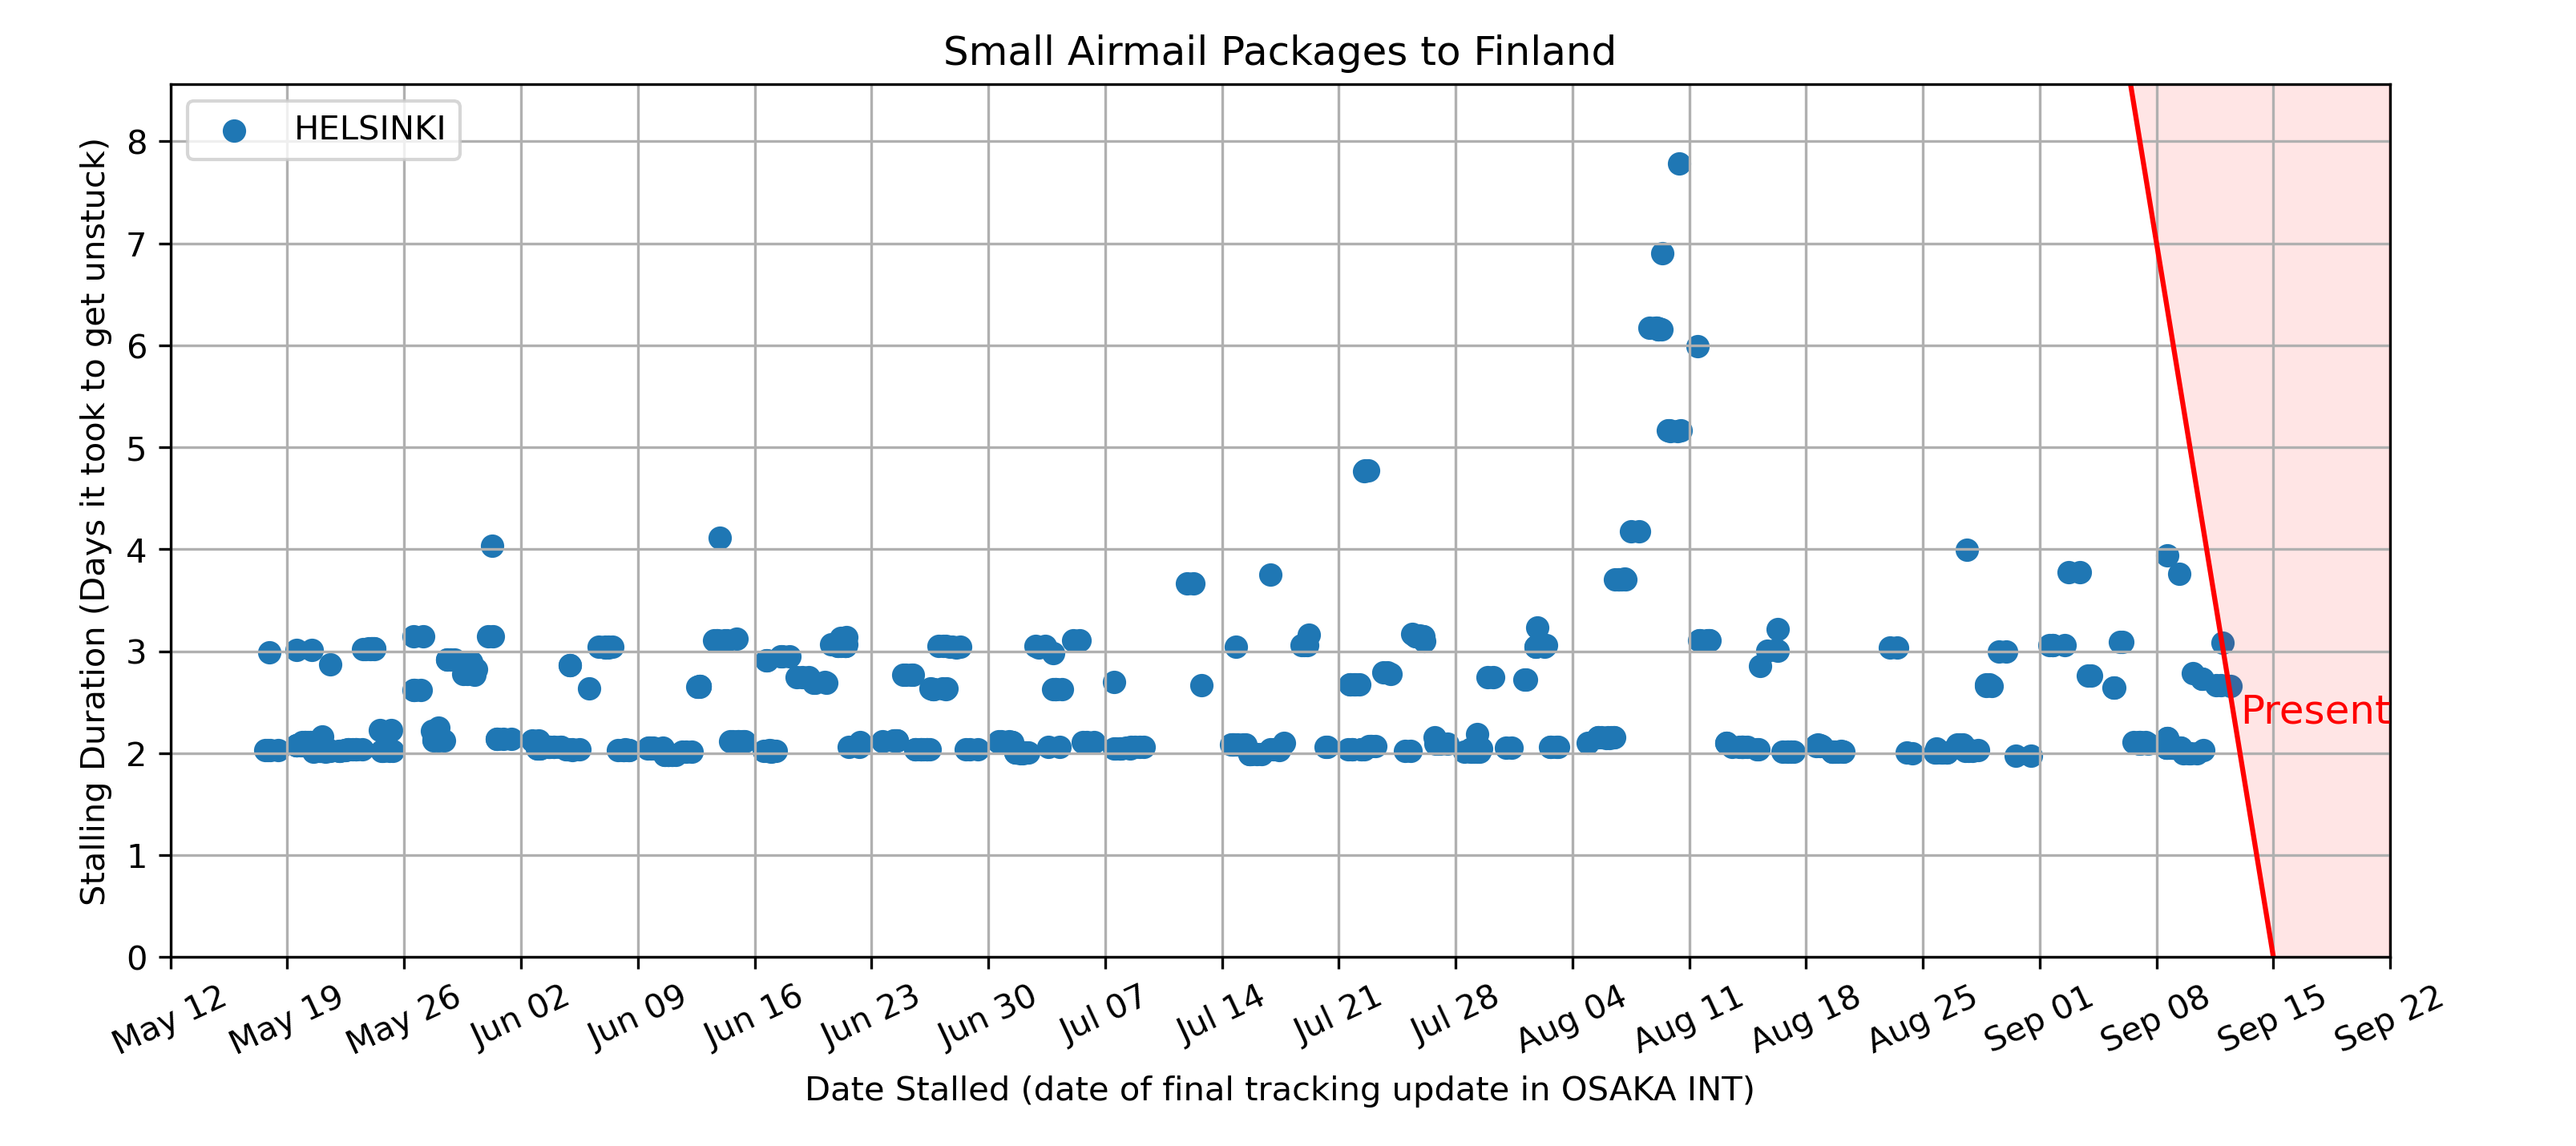 Small Airmail Packages to Finland
HELSINKI
Stalling Duration (Days it took to get unstuck)
8
7
6
5
4
3
2
1
0
Present
May 12
May 19
May 26
Jun 02
Jun 09
Jun 16
Jun 23
Jun 30
Jul 07
Jul 14
Jul 21
Jul 28
Aug 04
Aug 11
Aug 18
Aug 25
Sep 01
Sep 08
Sep 15
Sep 22
Date Stalled (date of final tracking update in OSAKA INT)